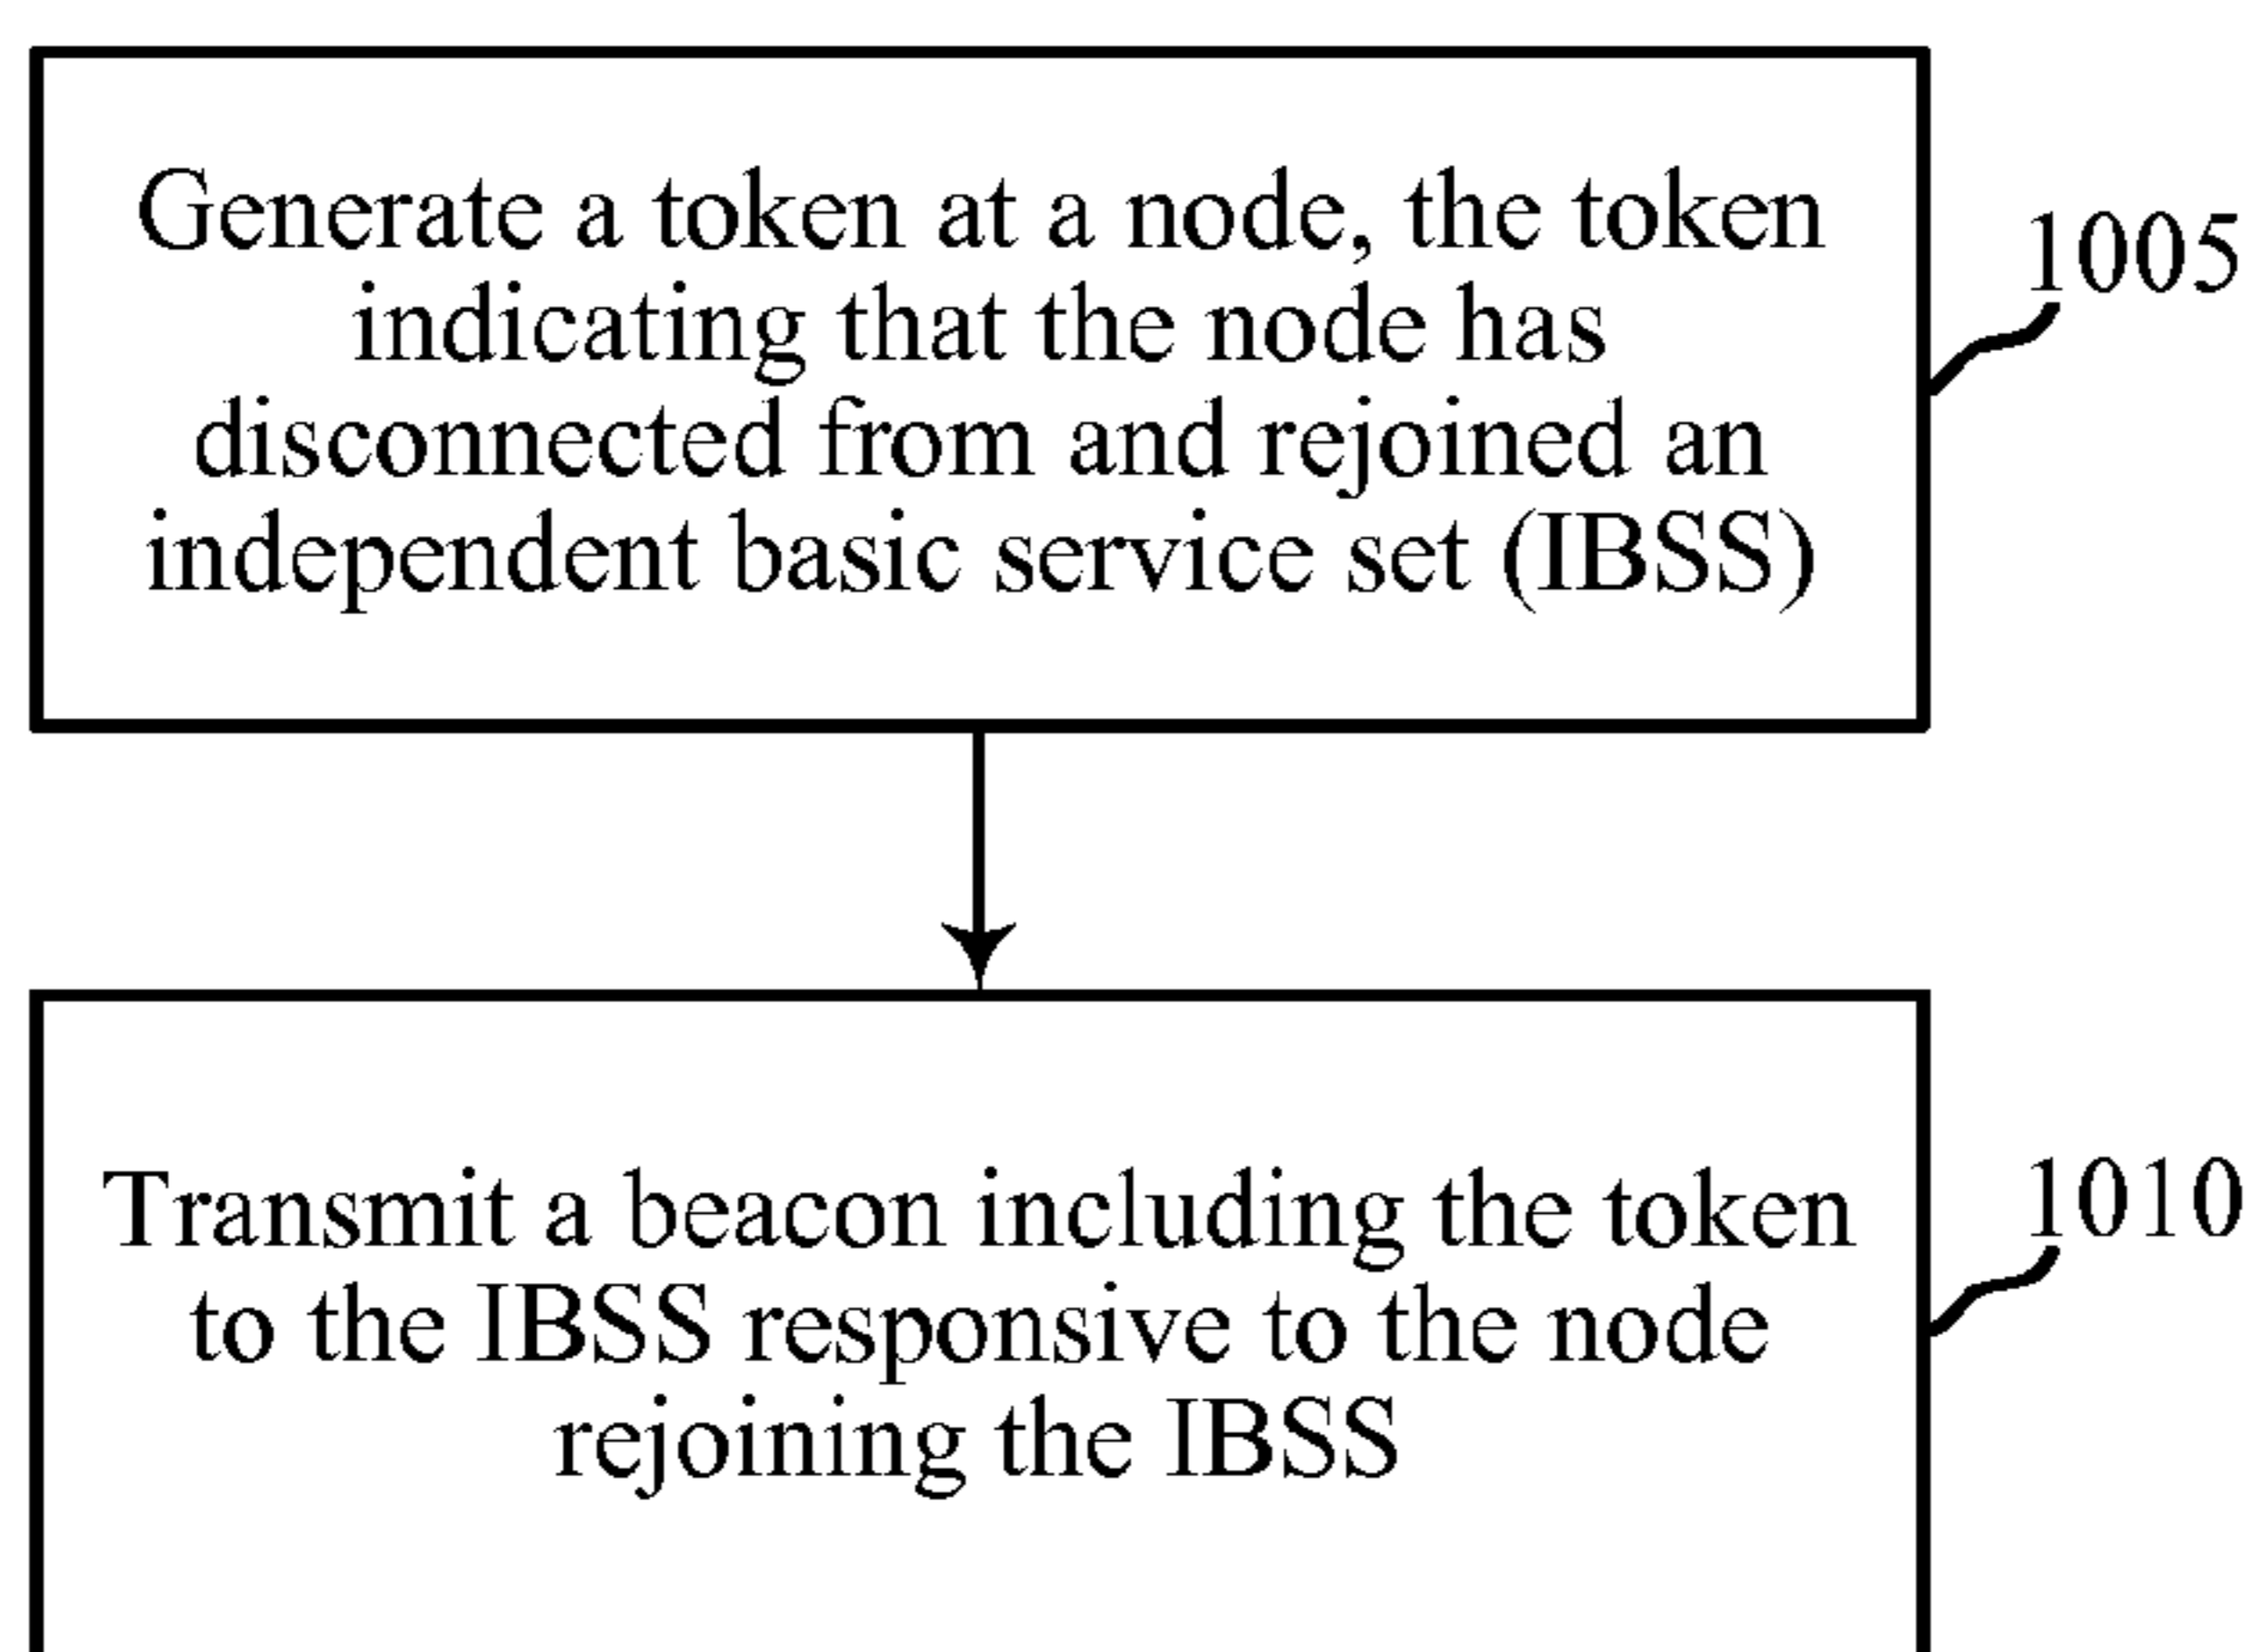 Generate a token at a node, the token
indicating that the node has
disconnected from and rejoined an
independent basic service set (IBSS)
1005
Transmit a beacon including the token
to the IBSS responsive to the node
rejoining the IBSS
1010